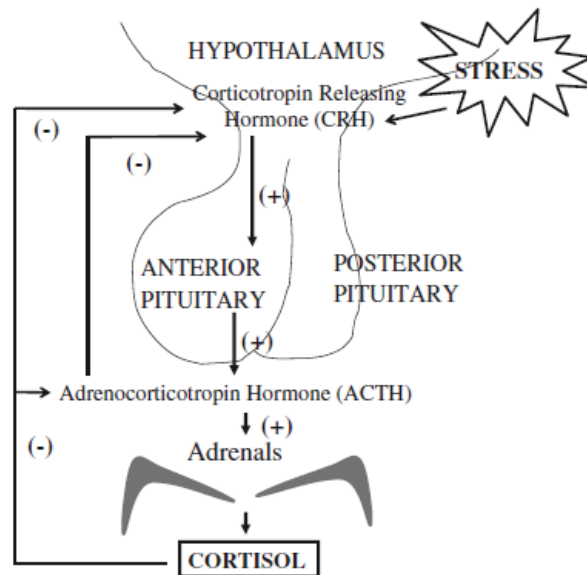 HYPOTHALAMUS
STRESS
Corticotropin Releasing
Hormone (CRH)
(-)
(-)
(+)
ANTERIOR
PITUITARY
POSTERIOR
PITUITARY
(+)
Adrenocorticotropin Hormone (ACTH)
(+)
(-)
Adrenals
CORTISOL